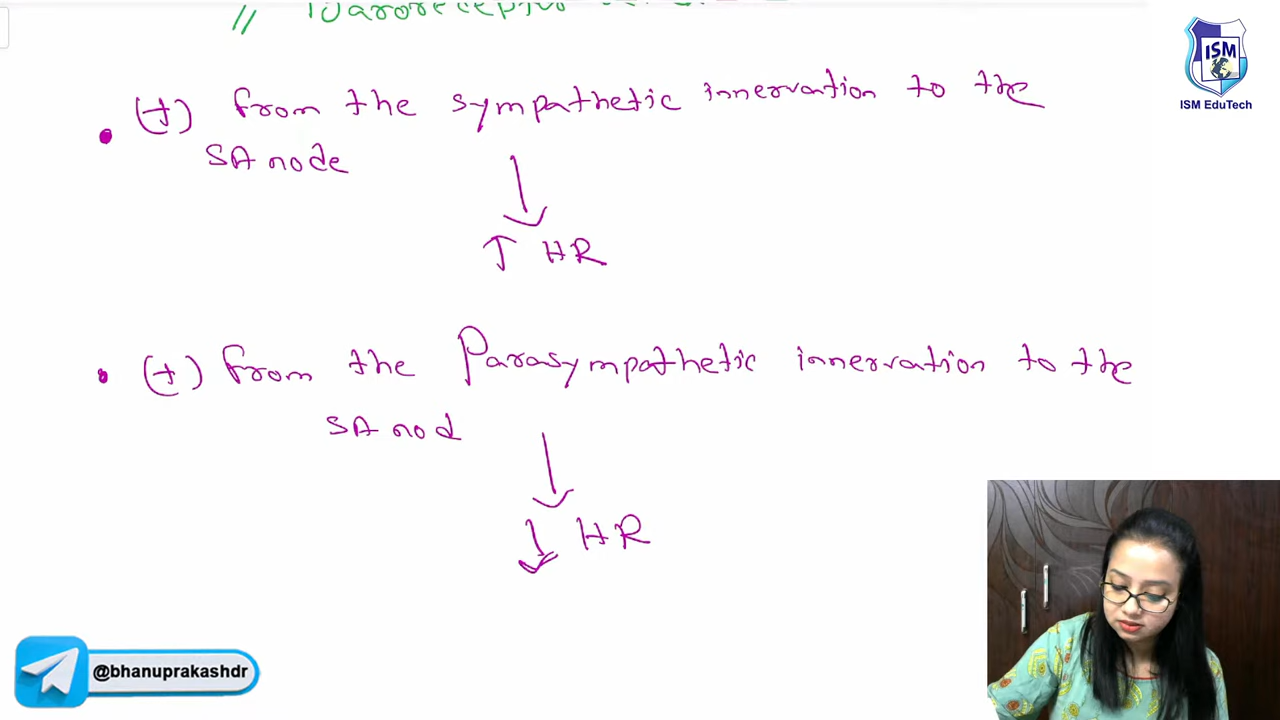 • (+) from the sympathetic innervation to the
SA node
↓
↑ HR
• (+) from the Parasympathetic innervation to the
SA nod
↓
↓ HR
ISM
ISM EduTech
@bhanuprakashdr